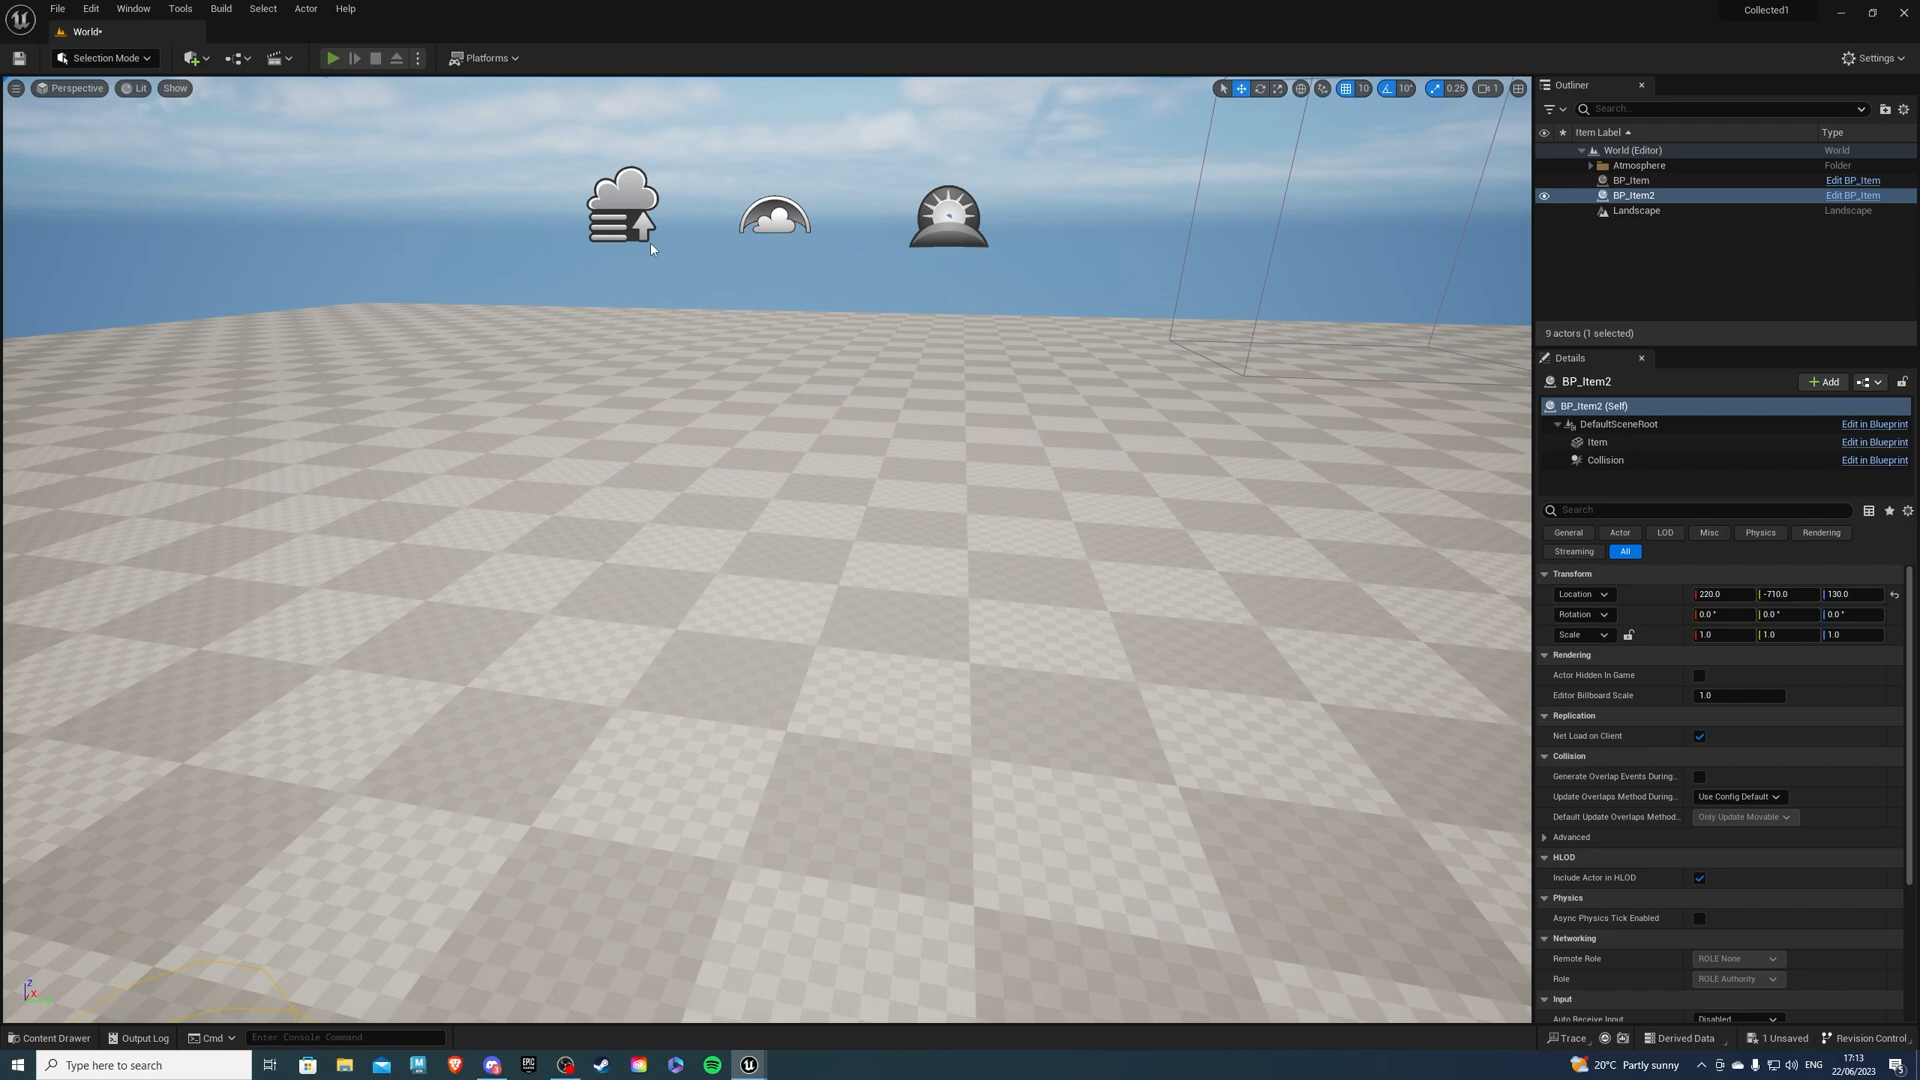 File Edit Window Tools Build Select Actor Help
Collected1
World•
Selection Mode
Platforms
Settings
Perspective Lit Show
10 10° 0.25 1
Outliner
Search...
Item Label Type
World (Editor) World
Atmosphere Folder
BP_Item Edit BP_Item
BP_Item2 Edit BP_Item
Landscape Landscape
9 actors (1 selected)
Details
BP_Item2
Add
BP_Item2 (Self)
DefaultSceneRoot Edit in Blueprint
Item Edit in Blueprint
Collision Edit in Blueprint
Search
General Actor LOD Misc Physics Rendering
Streaming All
Transform
Location 220.0 -710.0 130.0
Rotation 0.0 ° 0.0 ° 0.0 °
Scale 1.0 1.0 1.0
Rendering
Actor Hidden In Game
Editor Billboard Scale 1.0
Replication
Net Load on Client
Collision
Generate Overlap Events During...
Update Overlaps Method During... Use Config Default
Default Update Overlaps Method... Only Update Movable
Advanced
HLOD
Include Actor in HLOD
Physics
Async Physics Tick Enabled
Networking
Remote Role ROLE None
Role ROLE Authority
Input
Auto Receive Input Disabled
Z
X
Content Drawer Output Log Cmd Enter Console Command
Trace Derived Data 1 Unsaved Revision Control
Type here to search
20°C Partly sunny ENG
17:13
22/06/2023